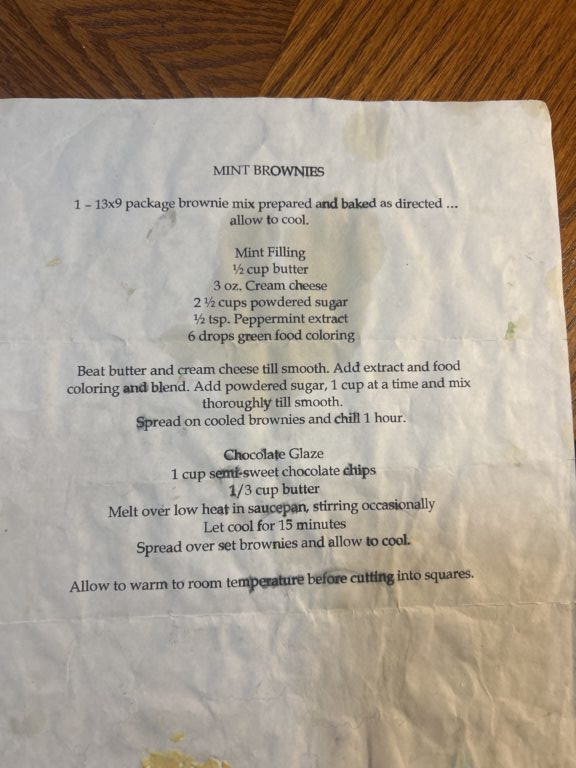 MINT BROWNIES
1 – 13x9 package brownie mix prepared and baked as directed ...
allow to cool.
Mint Filling
½ cup butter
3 oz. Cream cheese
2 ½ cups powdered sugar
½ tsp. Peppermint extract
6 drops green food coloring
Beat butter and cream cheese till smooth. Add extract and food
coloring and blend. Add powdered sugar, 1 cup at a time and mix
thoroughly till smooth.
Spread on cooled brownies and chill 1 hour.
Chocolate Glaze
1 cup semi-sweet chocolate chips
1/3 cup butter
Melt over low heat in saucepan, stirring occasionally
Let cool for 15 minutes
Spread over set brownies and allow to cool.
Allow to warm to room temperature before cutting into squares.